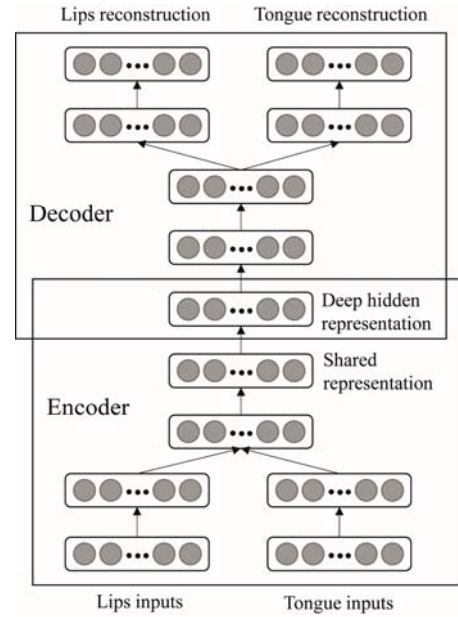 Lips reconstruction
Tongue reconstruction
Decoder
Deep hidden
representation
Shared
representation
Encoder
Lips inputs
Tongue inputs